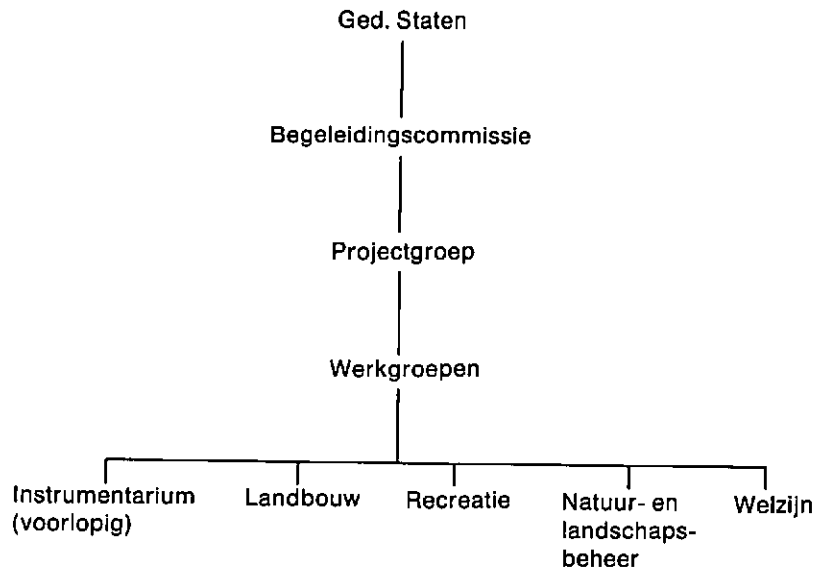 Ged. Staten
Begeleidingscommissie
Projectgroep
Werkgroepen
Instrumentarium
(voorlopig)
Landbouw
Recreatie
Natuur- en
landschaps-
beheer
Welzijn